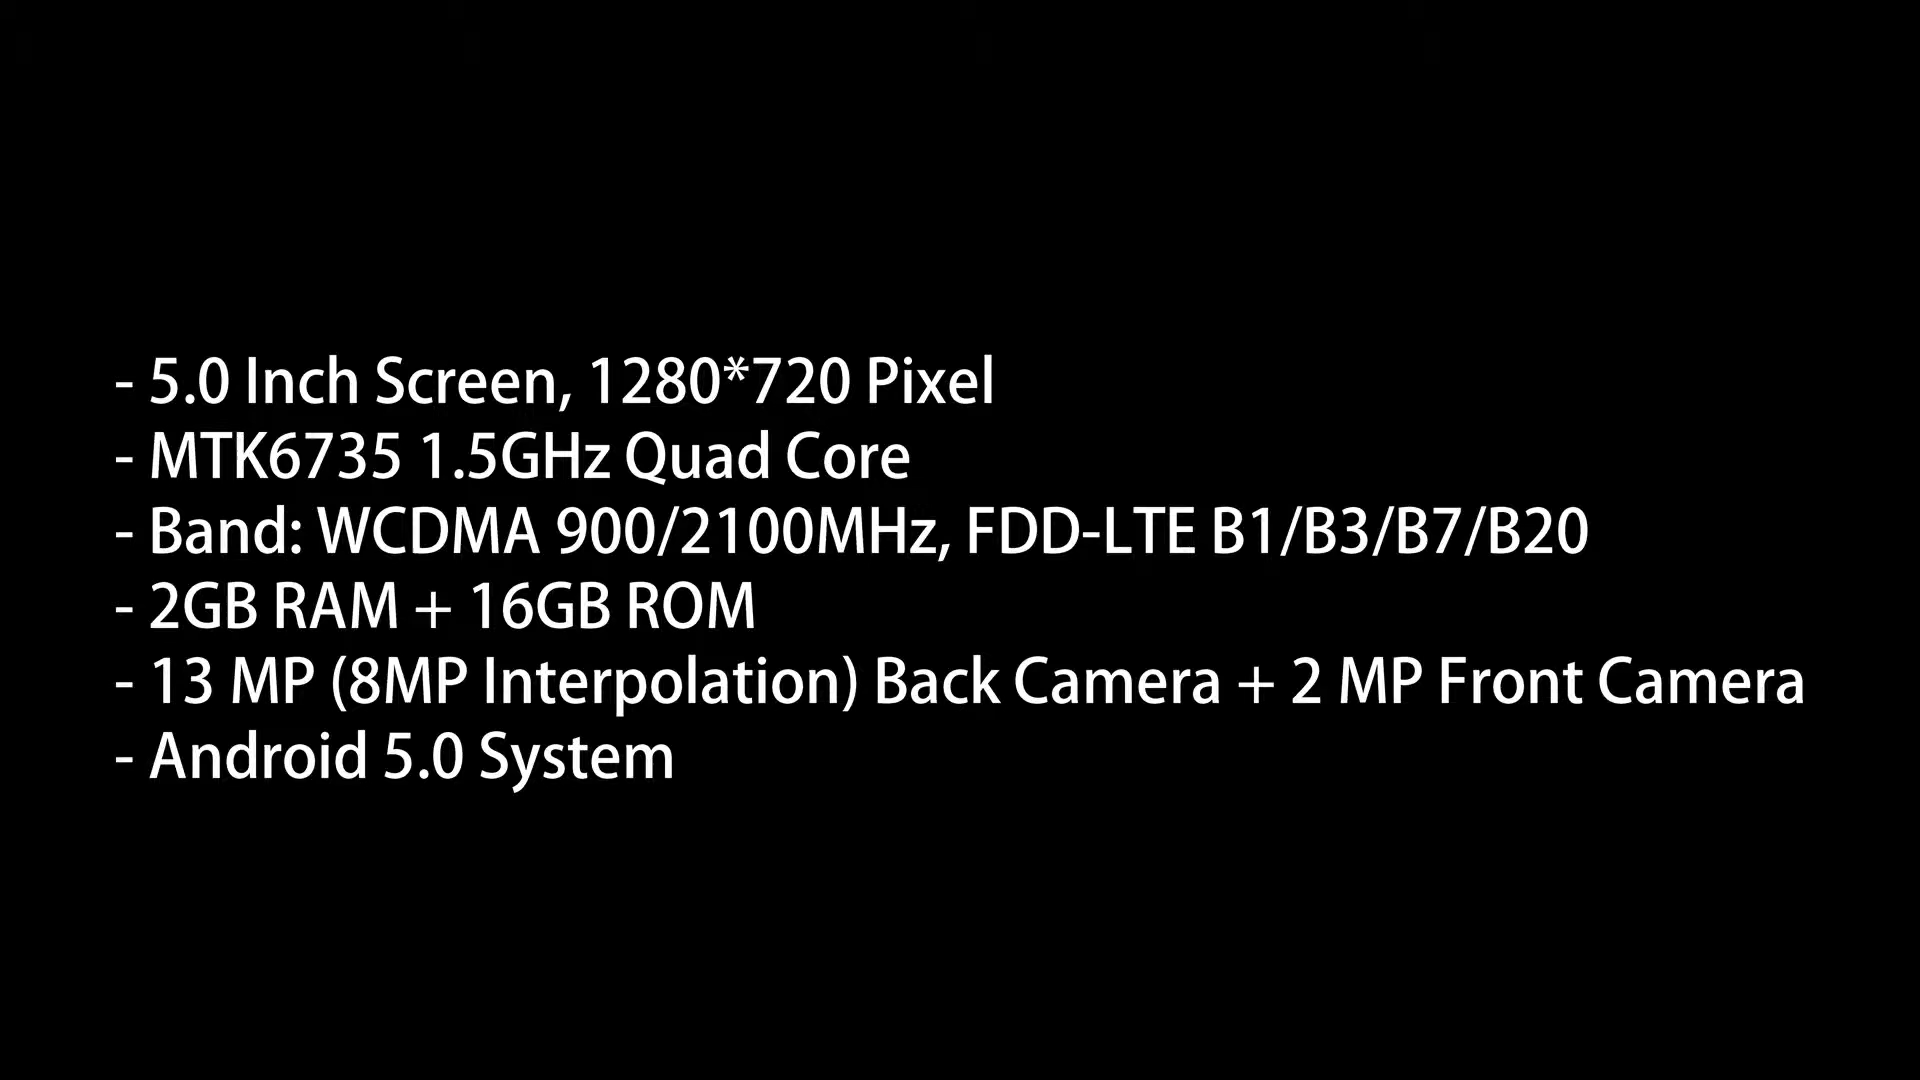 - 5.0 Inch Screen, 1280*720 Pixel
- MTK6735 1.5GHz Quad Core
- Band: WCDMA 900/2100MHz, FDD-LTE B1/B3/B7/B20
- 2GB RAM + 16GB ROM
- 13 MP (8MP Interpolation) Back Camera + 2 MP Front Camera
- Android 5.0 System